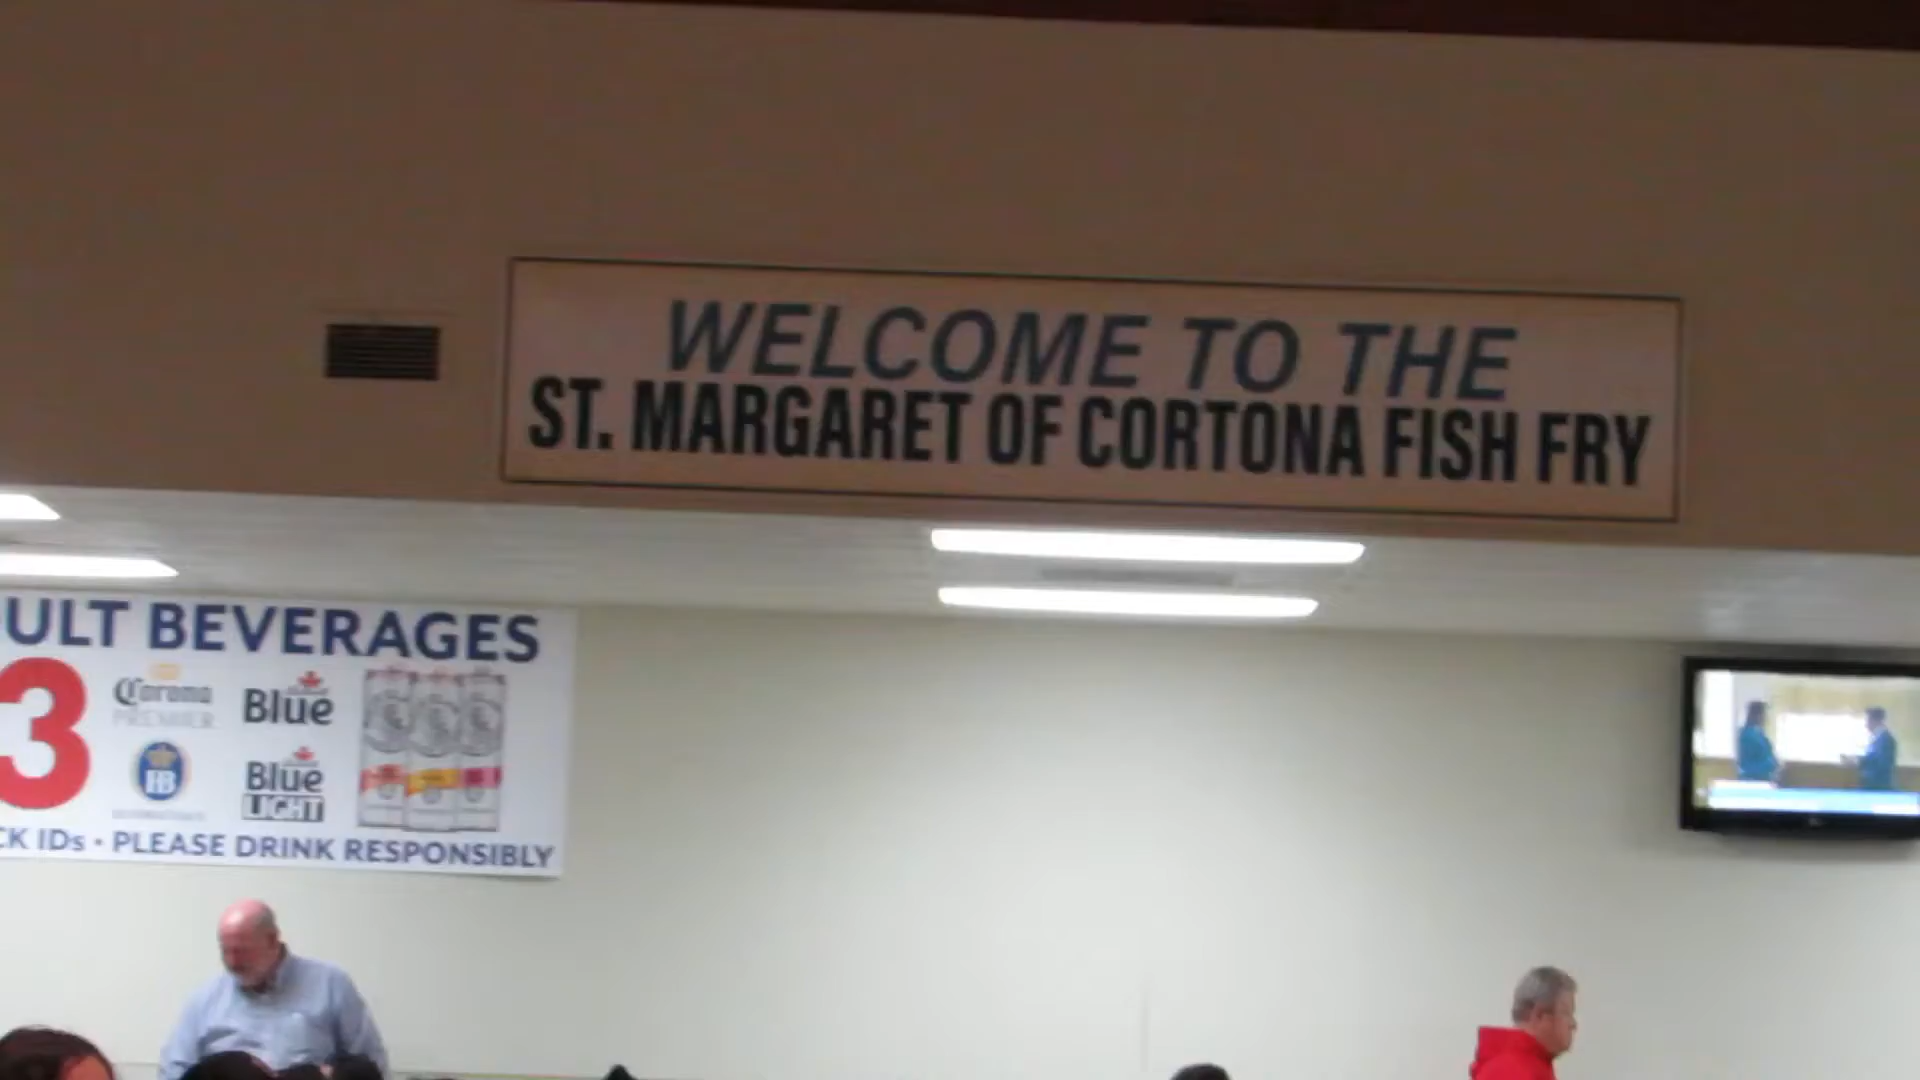 WELCOME TO THE
ST. MARGARET OF CORTONA FISH FRY
ULT BEVERAGES
3
Corona
PREMIER
Blue
HB
Blue
LIGHT
CK IDs • PLEASE DRINK RESPONSIBLY